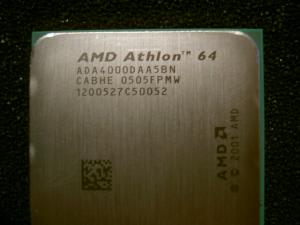 AMD Athlon™ 64
ADA4000DAA5BN
CABHE 0505FPMW
1200527C50052
AMD
© 2001 AMD